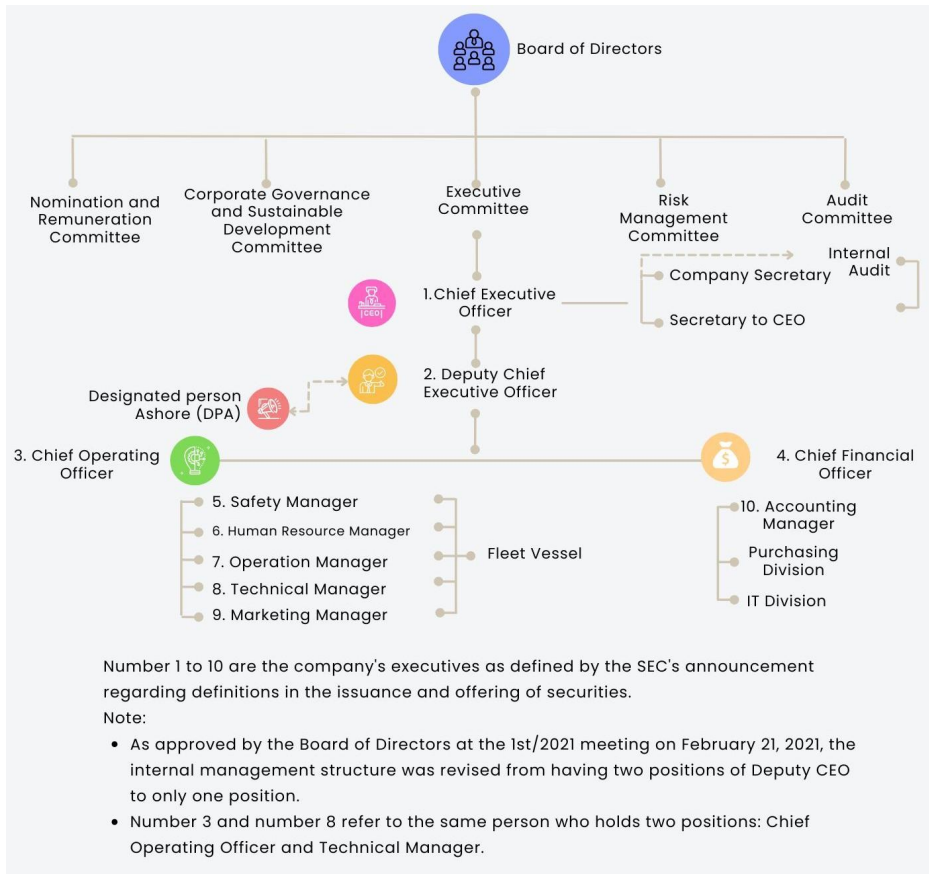 Board of Directors
Nomination and
Remuneration
Committee
Corporate Governance
and Sustainable
Development
Committee
Executive
Committee
Risk
Management
Committee
Audit
Committee
Internal
Audit
Company Secretary
Secretary to CEO
1.Chief Executive
Officer
CEO
2. Deputy Chief
Executive Officer
Designated person
Ashore (DPA)
3. Chief Operating
Officer
4. Chief Financial
Officer
5. Safety Manager
6. Human Resource Manager
7. Operation Manager
8. Technical Manager
9. Marketing Manager
Fleet Vessel
10. Accounting
Manager
Purchasing
Division
IT Division
Number 1 to 10 are the company's executives as defined by the SEC's announcement
regarding definitions in the issuance and offering of securities.
Note:
• As approved by the Board of Directors at the 1st/2021 meeting on February 21, 2021, the
internal management structure was revised from having two positions of Deputy CEO
to only one position.
• Number 3 and number 8 refer to the same person who holds two positions: Chief
Operating Officer and Technical Manager.